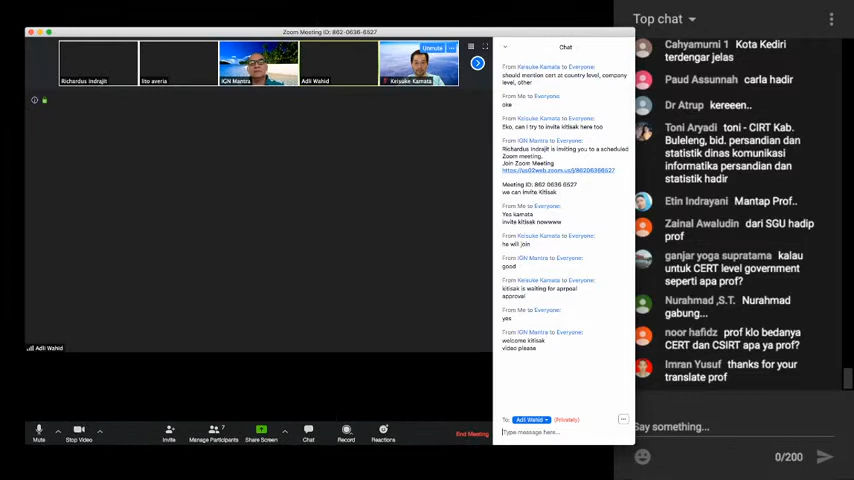 Zoom Meeting ID: 862-0636-6527
Richardus Indrajit
lito averia
IGN Mantra
Adli Wahid
Unmute
Keisuke Kamata
Adli Wahid
Mute
Stop Video
Invite
7
Manage Participants
Share Screen
Chat
Record
Reactions
End Meeting
Chat
From Keisuke Kamata to Everyone:
should mention cert at country level, company
level, other
From Me to Everyone:
oke
From Keisuke Kamata to Everyone:
Eko, can I try to invite kitisak here too
From IGN Mantra to Everyone:
Richardus Indrajit is inviting you to a scheduled
Zoom meeting.
Join Zoom Meeting
https://us02web.zoom.us/j/86206366527
Meeting ID: 862 0636 6527
we can invite Kitisak
From Me to Everyone:
Yes kamata
invite kitisak nowwww
From Keisuke Kamata to Everyone:
he will join
From IGN Mantra to Everyone:
good
From Keisuke Kamata to Everyone:
kitisak is waiting for aprpoal
approval
From Me to Everyone:
yes
From IGN Mantra to Everyone:
welcome kitisak
video please
To: Adli Wahid (Privately)
Type message here...
Top chat
Cahyamurni 1 Kota Kediri
terdengar jelas
Paud Assunnah carla hadir
Dr Atrup kereeen..
Toni Aryadi toni - CIRT Kab.
Buleleng, bid. persandian dan
statistik dinas komunikasi
informatika persandian dan
statistik hadir
Etin Indrayani Mantap Prof..
Zainal Awaludin dari SGU hadip
prof
ganjar yoga supratama kalau
untuk CERT level government
seperti apa prof?
Nurahmad ,S.T. Nurahmad
gabung...
noor hafidz prof klo bedanya
CERT dan CSIRT apa ya prof?
Imran Yusuf thanks for your
translate prof
Say something...
0/200